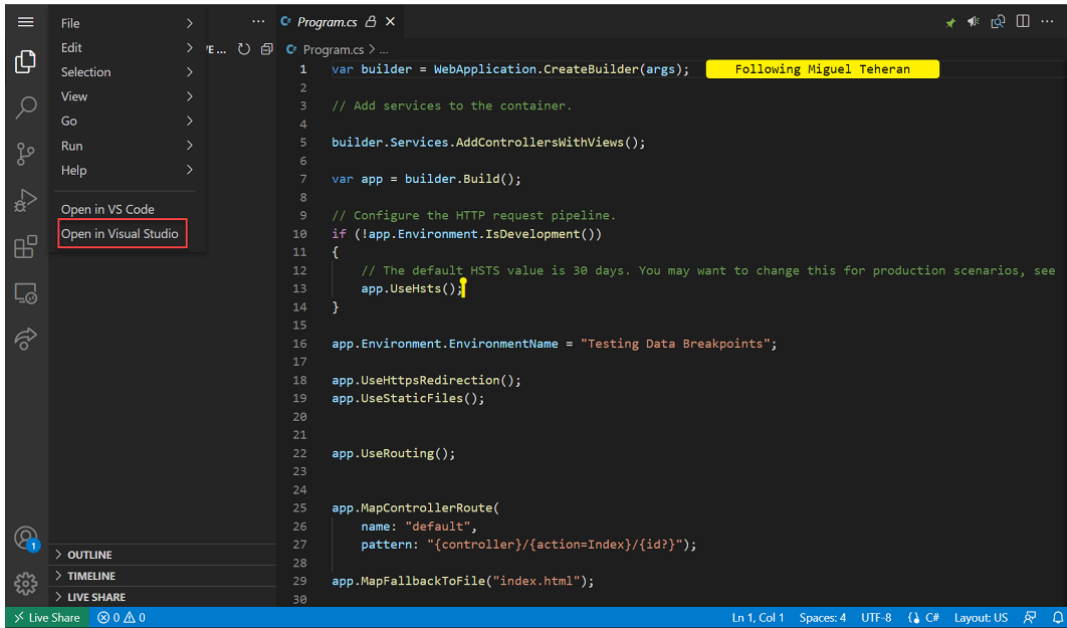 File
Edit
Selection
View
Go
Run
Help
Open in VS Code
Open in Visual Studio
E...
OUTLINE
TIMELINE
LIVE SHARE
1
Program.cs
Program.cs > ...
1 var builder = WebApplication.CreateBuilder(args); Following Miguel Teheran
2
3 // Add services to the container.
4
5 builder.Services.AddControllersWithViews();
6
7 var app = builder.Build();
8
9 // Configure the HTTP request pipeline.
10 if (!app.Environment.IsDevelopment())
11 {
12 // The default HSTS value is 30 days. You may want to change this for production scenarios, see
13 app.UseHsts();
14 }
15
16 app.Environment.EnvironmentName = "Testing Data Breakpoints";
17
18 app.UseHttpsRedirection();
19 app.UseStaticFiles();
20
21
22 app.UseRouting();
23
24
25 app.MapControllerRoute(
26 name: "default",
27 pattern: "{controller}/{action=Index}/{id?}");
28
29 app.MapFallbackToFile("index.html");
30
Live Share 0 0 Ln 1, Col 1 Spaces: 4 UTF-8 C# Layout: US